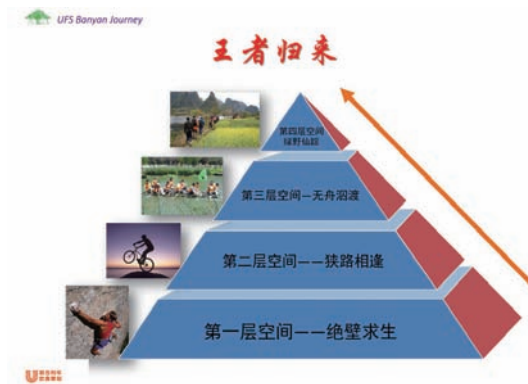 UFS Banyan Journey
王者归来
第四层空间
绿野仙踪
第三层空间—无舟泅渡
第二层空间——狭路相逢
第一层空间——绝壁求生